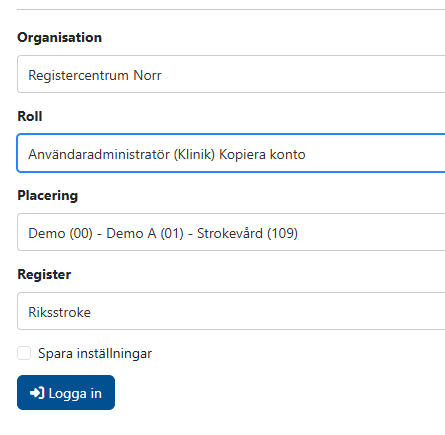 Organisation
Registercentrum Norr
Roll
Användaradministratör (Klinik) Kopiera konto
Placering
Demo (00) - Demo A (01) - Strokevård (109)
Register
Riksstroke
Spara inställningar
Logga in